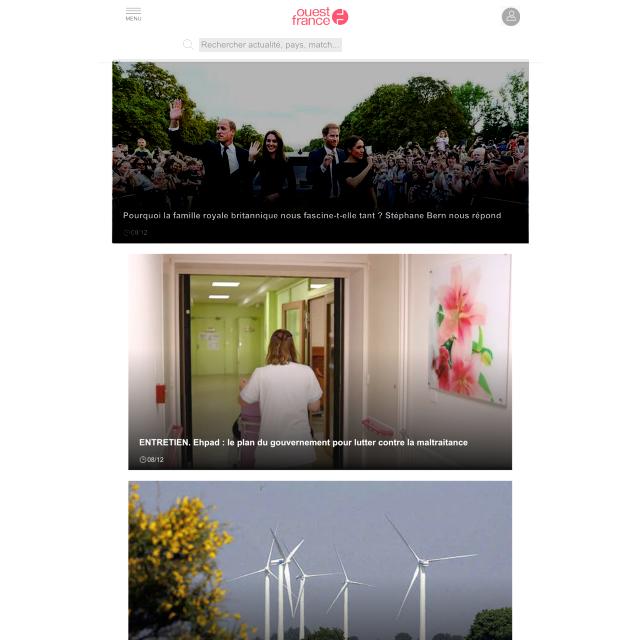 MENU
ouest
france
Rechercher actualité, pays, match...
Pourquoi la famille royale britannique nous fascine-t-elle tant ? Stéphane Bern nous répond
08/12
ENTRETIEN. Ehpad : le plan du gouvernement pour lutter contre la maltraitance
08/12